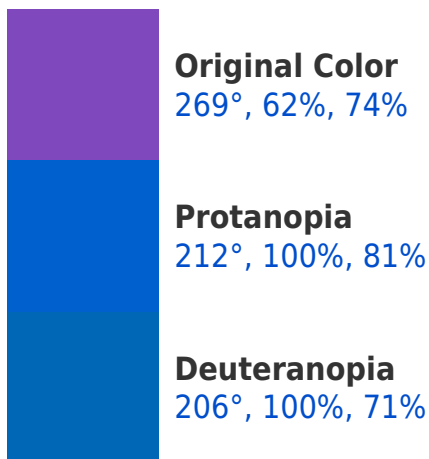 Original Color
269°, 62%, 74%
Protanopia
212°, 100%, 81%
Deuteranopia
206°, 100%, 71%